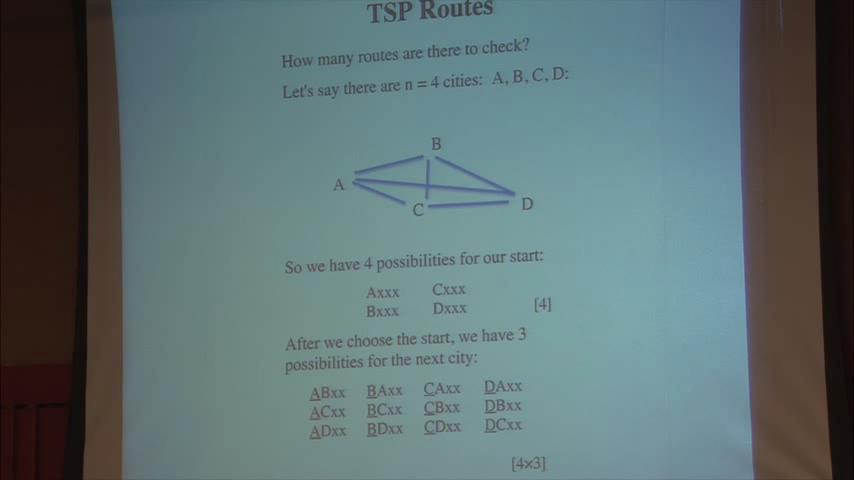 TSP Routes
How many routes are there to check?
Let's say there are n = 4 cities: A, B, C, D:
B
A
C
D
So we have 4 possibilities for our start:
Axxx Cxxx
Bxxx Dxxx [4]
After we choose the start, we have 3
possibilities for the next city:
ABxx BAxx CAxx DAxx
ACxx BCxx CBxx DBxx
ADxx BDxx CDxx DCxx
[4×3]